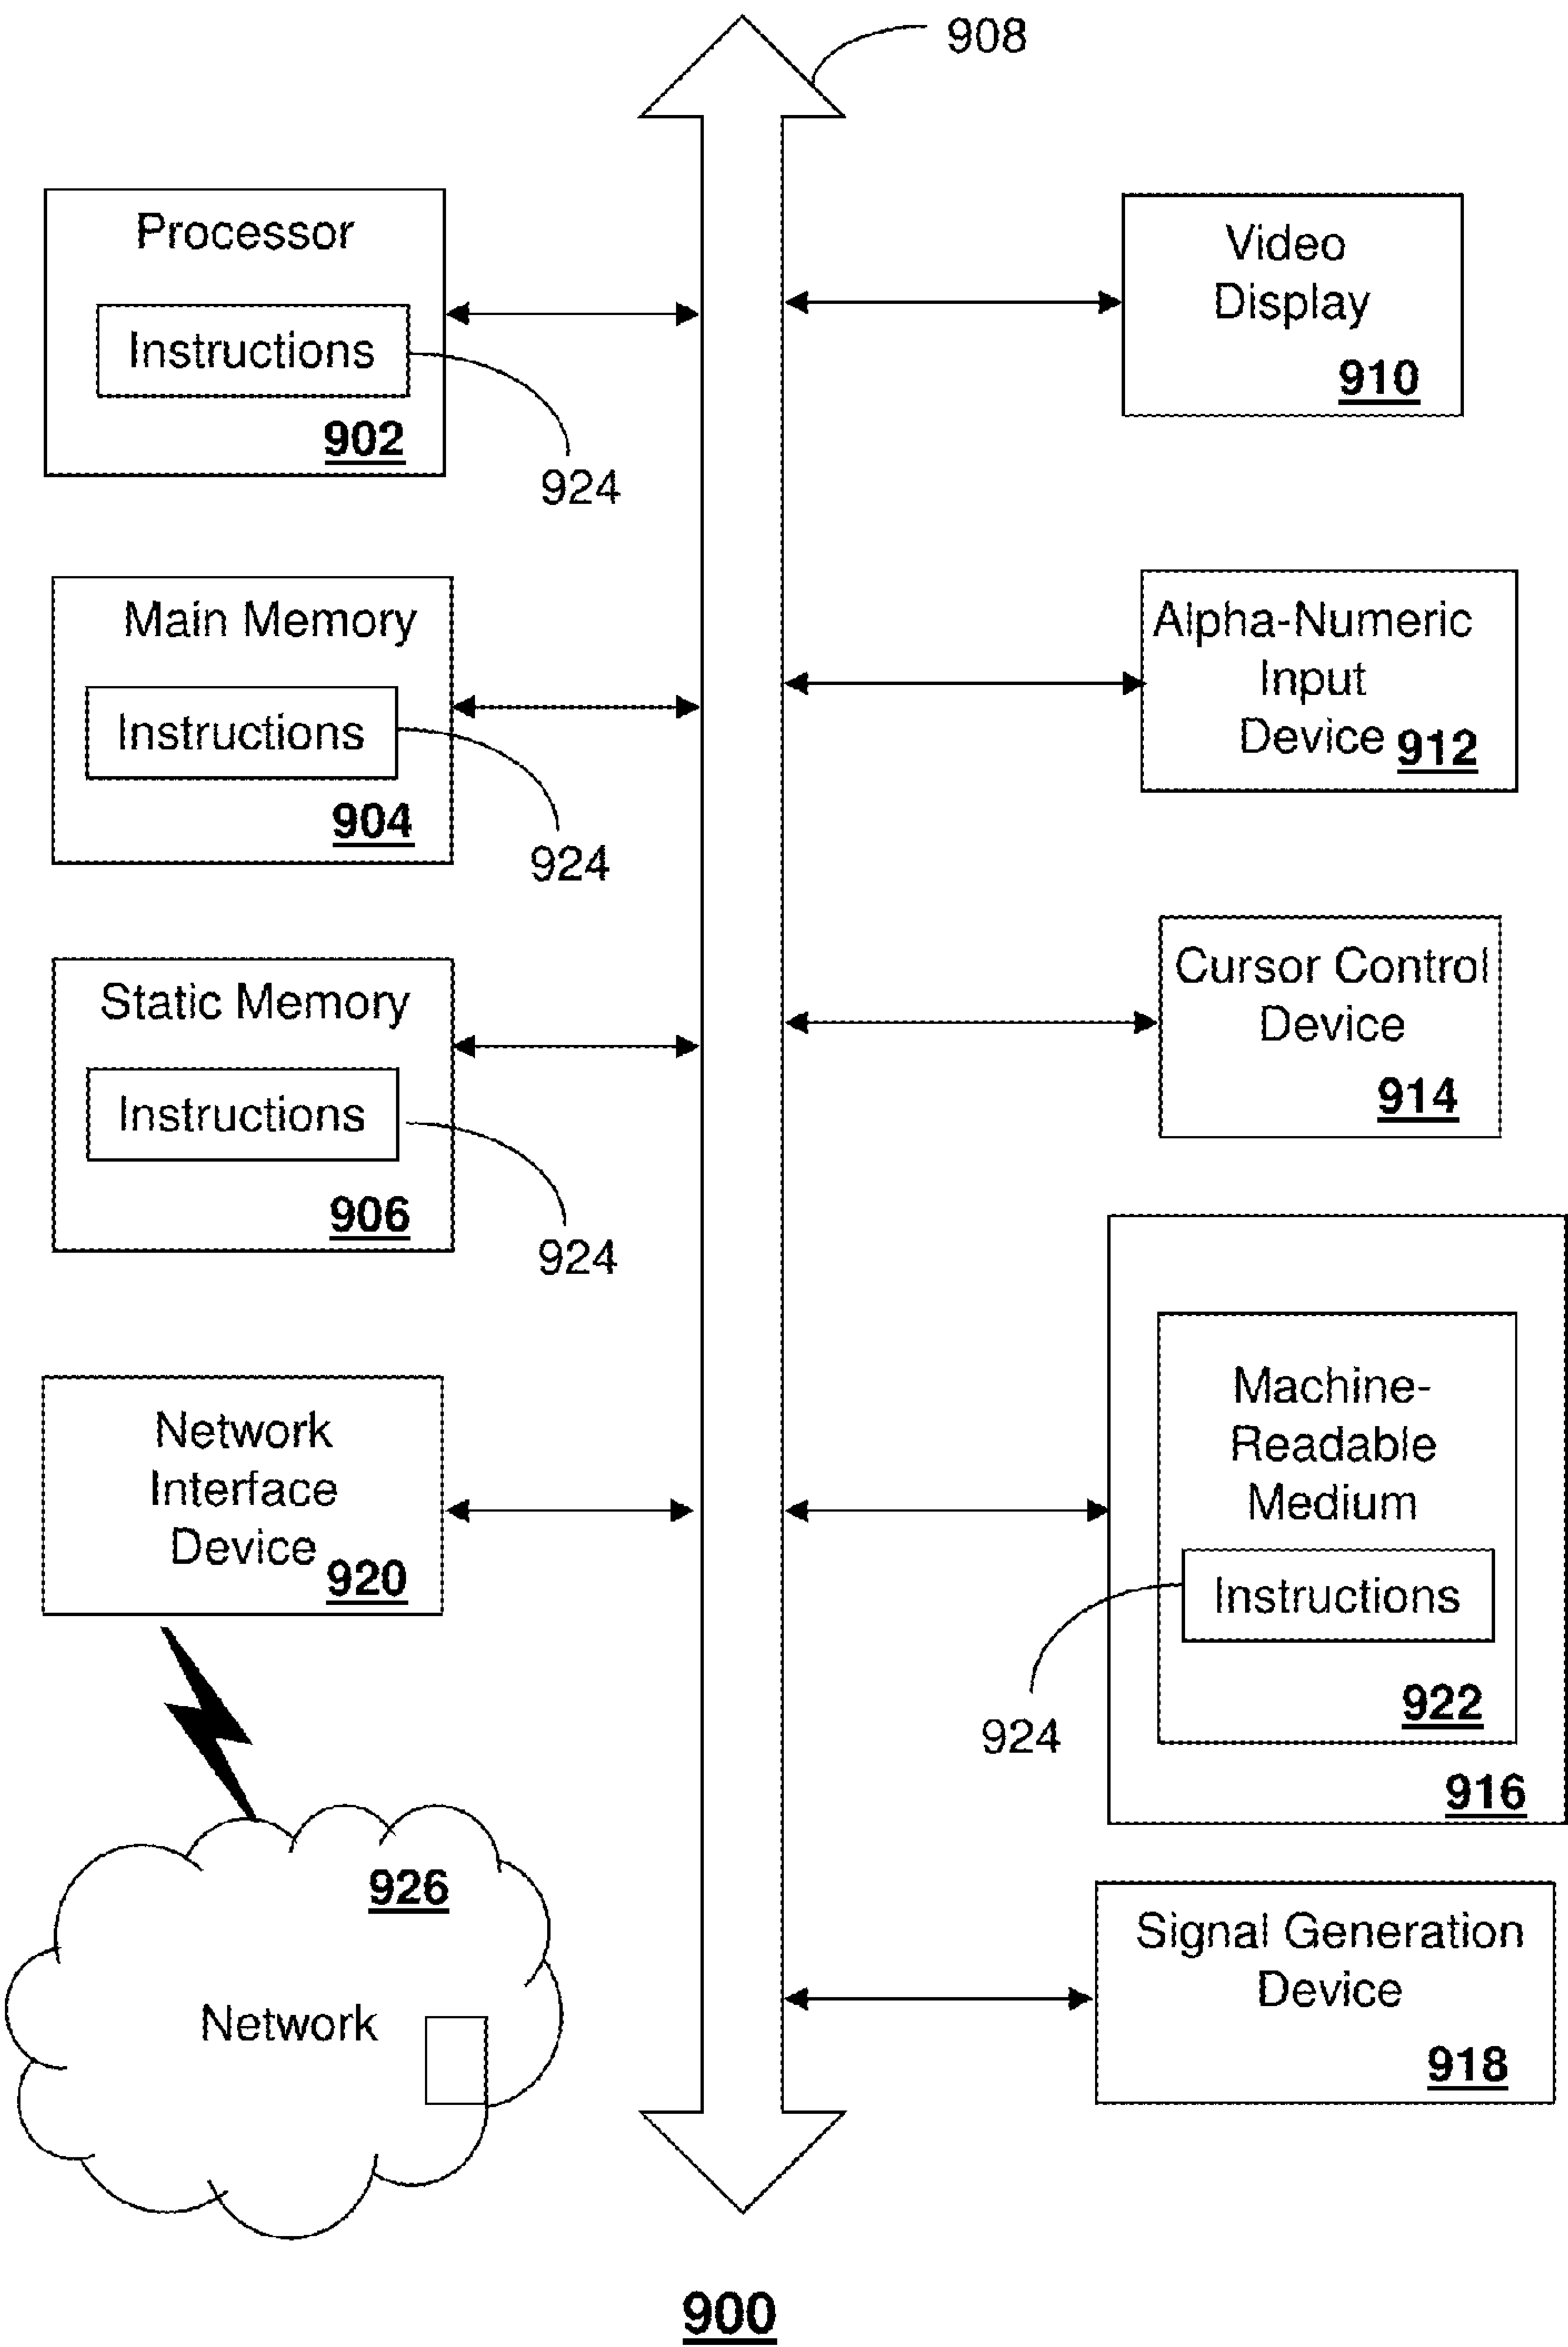 908
Processor
Instructions
902
924
Main Memory
Instructions
904
924
Static Memory
Instructions
906
924
Network
Interface
Device
920
926
Network
Video
Display
910
Alpha-Numeric
Input
Device 912
Cursor Control
Device
914
Machine-
Readable
Medium
Instructions
922
924
916
Signal Generation
Device
918
900